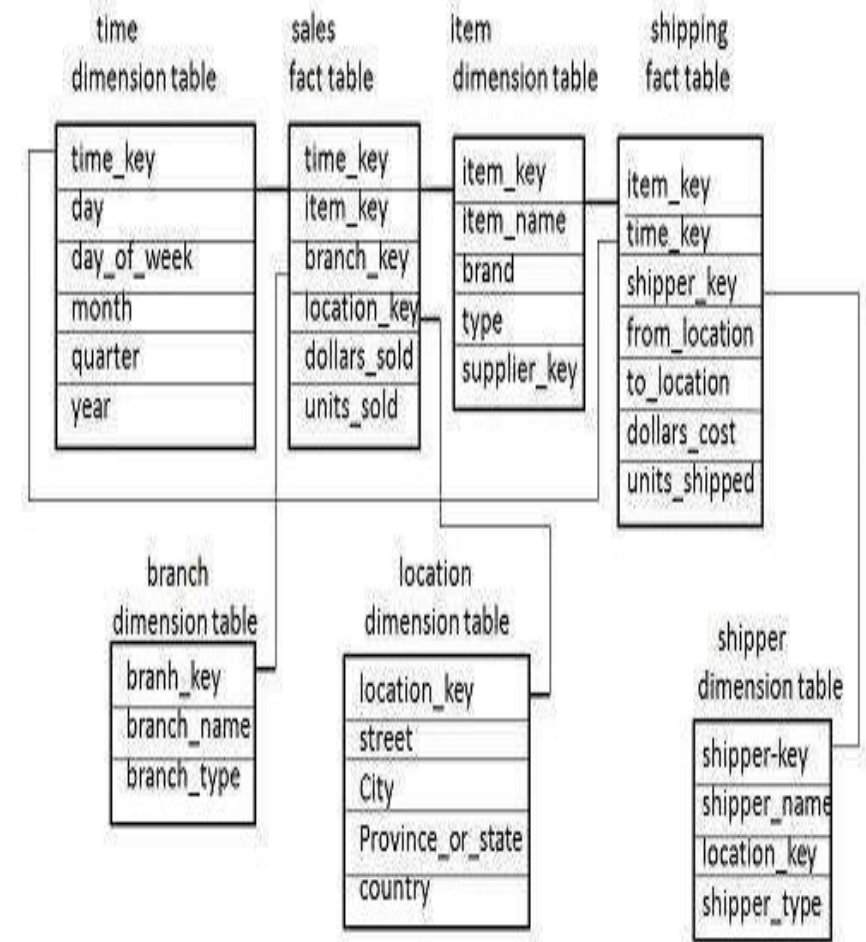 time
dimension table
time_key
day
day_of_week
month
quarter
year
sales
fact table
time_key
item_key
branch_key
location_key
dollars_sold
units_sold
item
dimension table
item_key
item_name
brand
type
supplier_key
shipping
fact table
item_key
time_key
shipper_key
from_location
to_location
dollars_cost
units_shipped
branch
dimension table
branh_key
branch_name
branch_type
location
dimension table
location_key
street
City
Province_or_state
country
shipper
dimension table
shipper-key
shipper_name
location_key
shipper_type